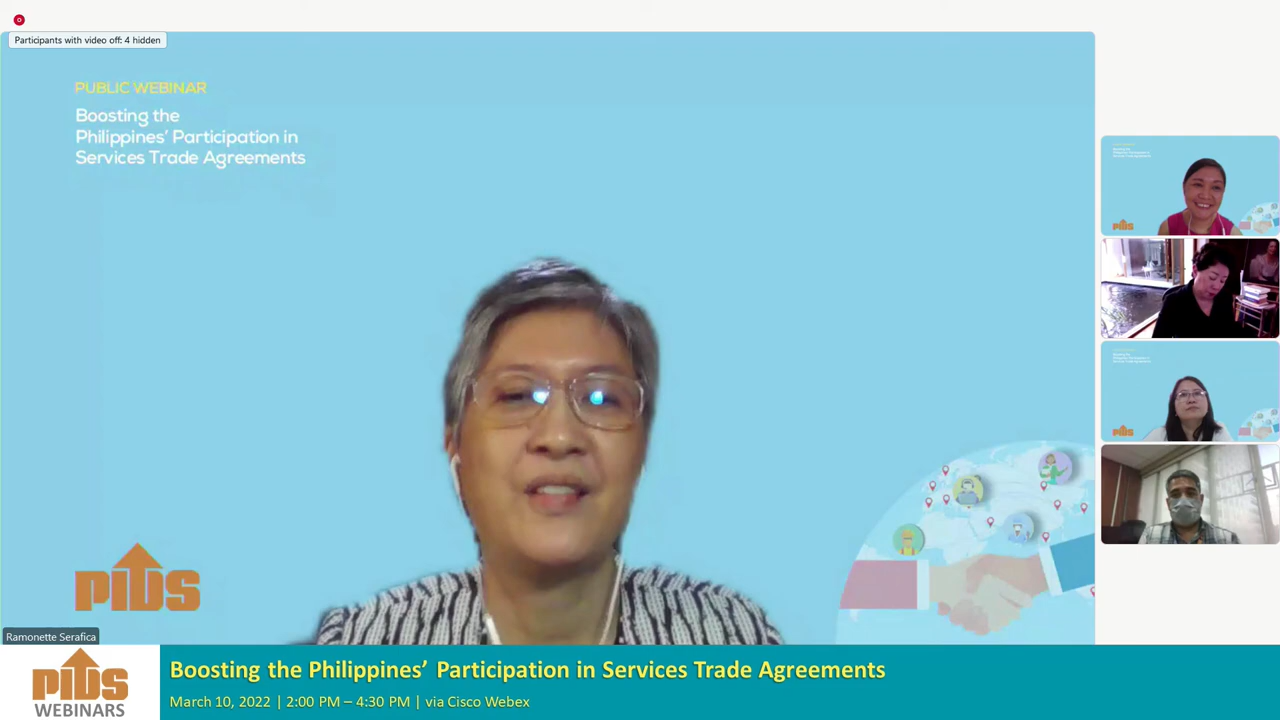 Participants with video off: 4 hidden
PUBLIC WEBINAR
Boosting the
Philippines' Participation in
Services Trade Agreements
PIDS
Ramonette Serafica
PIDS
WEBINARS
Boosting the Philippines' Participation in Services Trade Agreements
March 10, 2022 | 2:00 PM – 4:30 PM | via Cisco Webex